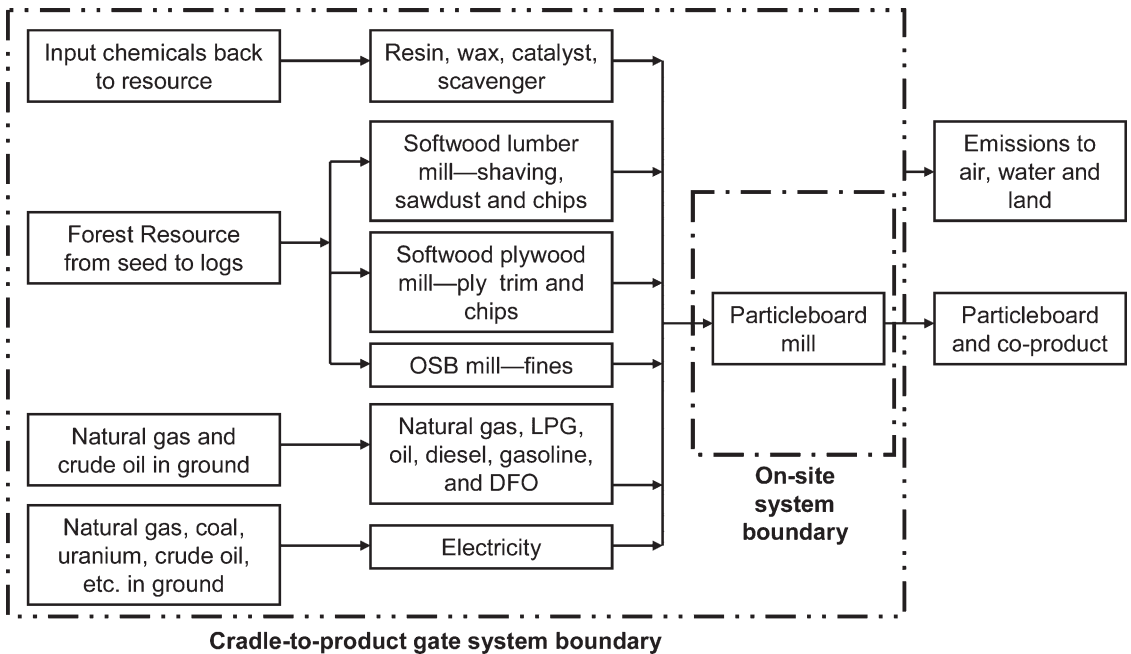 Input chemicals back
to resource
Resin, wax, catalyst,
scavenger
Softwood lumber
mill—shaving,
sawdust and chips
Emissions to
air, water and
land
Forest Resource
from seed to logs
Softwood plywood
mill—ply trim and
chips
Particleboard
mill
Particleboard
and co-product
OSB mill—fines
Natural gas and
crude oil in ground
Natural gas, LPG,
oil, diesel, gasoline,
and DFO
On-site
system
boundary
Natural gas, coal,
uranium, crude oil,
etc. in ground
Electricity
Cradle-to-product gate system boundary